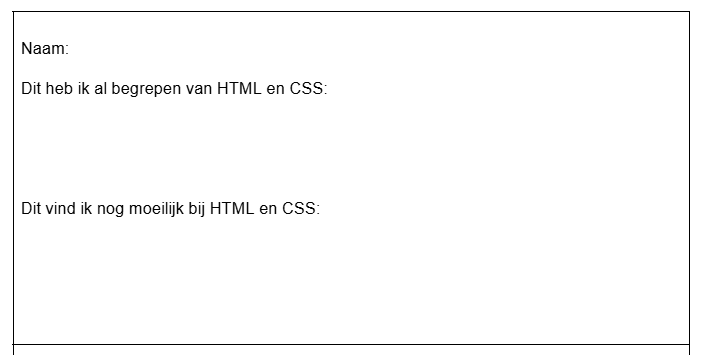 Naam:
Dit heb ik al begrepen van HTML en CSS:
Dit vind ik nog moeilijk bij HTML en CSS: